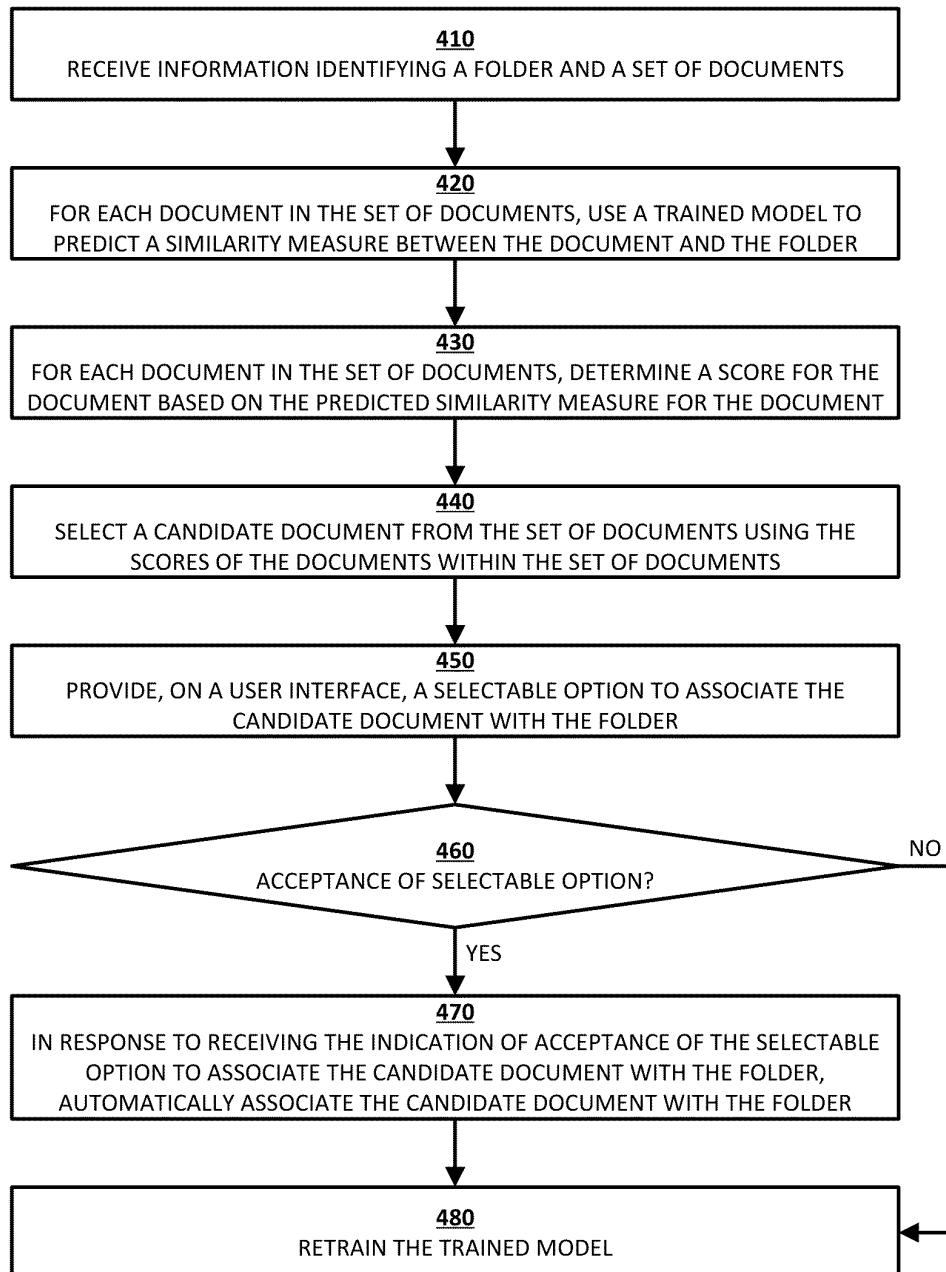 410
RECEIVE INFORMATION IDENTIFYING A FOLDER AND A SET OF DOCUMENTS
420
FOR EACH DOCUMENT IN THE SET OF DOCUMENTS, USE A TRAINED MODEL TO
PREDICT A SIMILARITY MEASURE BETWEEN THE DOCUMENT AND THE FOLDER
430
FOR EACH DOCUMENT IN THE SET OF DOCUMENTS, DETERMINE A SCORE FOR THE
DOCUMENT BASED ON THE PREDICTED SIMILARITY MEASURE FOR THE DOCUMENT
440
SELECT A CANDIDATE DOCUMENT FROM THE SET OF DOCUMENTS USING THE
SCORES OF THE DOCUMENTS WITHIN THE SET OF DOCUMENTS
450
PROVIDE, ON A USER INTERFACE, A SELECTABLE OPTION TO ASSOCIATE THE
CANDIDATE DOCUMENT WITH THE FOLDER
460
ACCEPTANCE OF SELECTABLE OPTION?
NO
YES
470
IN RESPONSE TO RECEIVING THE INDICATION OF ACCEPTANCE OF THE SELECTABLE
OPTION TO ASSOCIATE THE CANDIDATE DOCUMENT WITH THE FOLDER,
AUTOMATICALLY ASSOCIATE THE CANDIDATE DOCUMENT WITH THE FOLDER
480
RETRAIN THE TRAINED MODEL